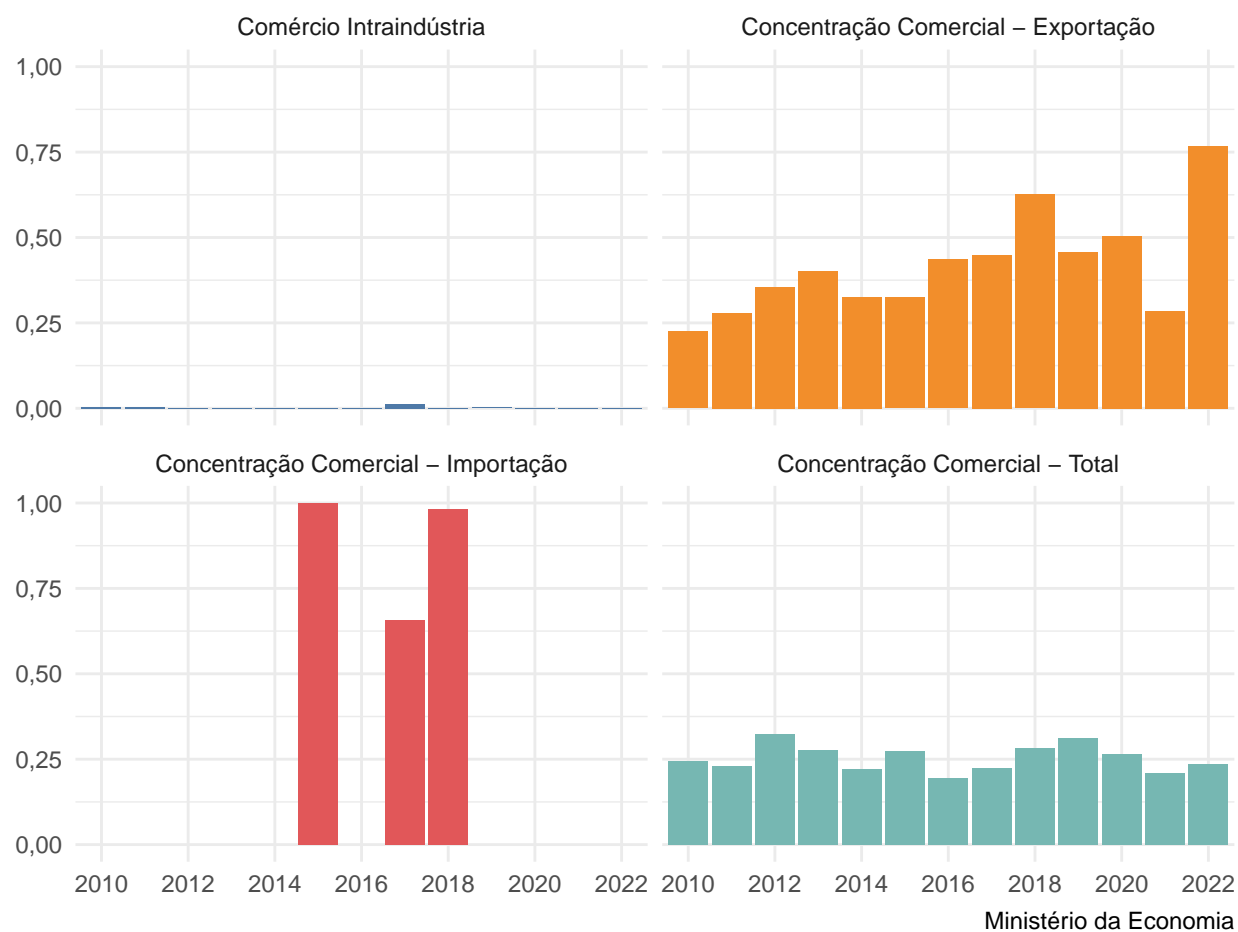 Comércio Intraindústria
Concentração Comercial – Exportação
1,00
0,75
0,50
0,25
0,00
Concentração Comercial – Importação
Concentração Comercial – Total
1,00
0,75
0,50
0,25
0,00
2010 2012 2014 2016 2018 2020 2022
2010 2012 2014 2016 2018 2020 2022
Ministério da Economia